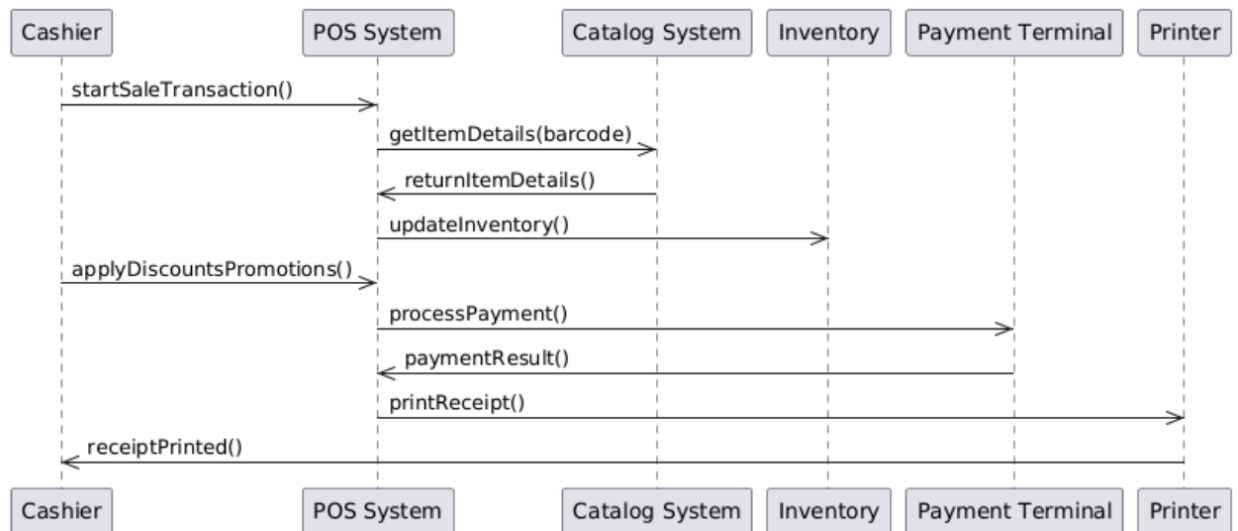 Cashier POS System Catalog System Inventory Payment Terminal Printer
startSaleTransaction()
getItemDetails(barcode)
returnItemDetails()
updateInventory()
applyDiscountsPromotions()
processPayment()
paymentResult()
printReceipt()
receiptPrinted()
Cashier POS System Catalog System Inventory Payment Terminal Printer